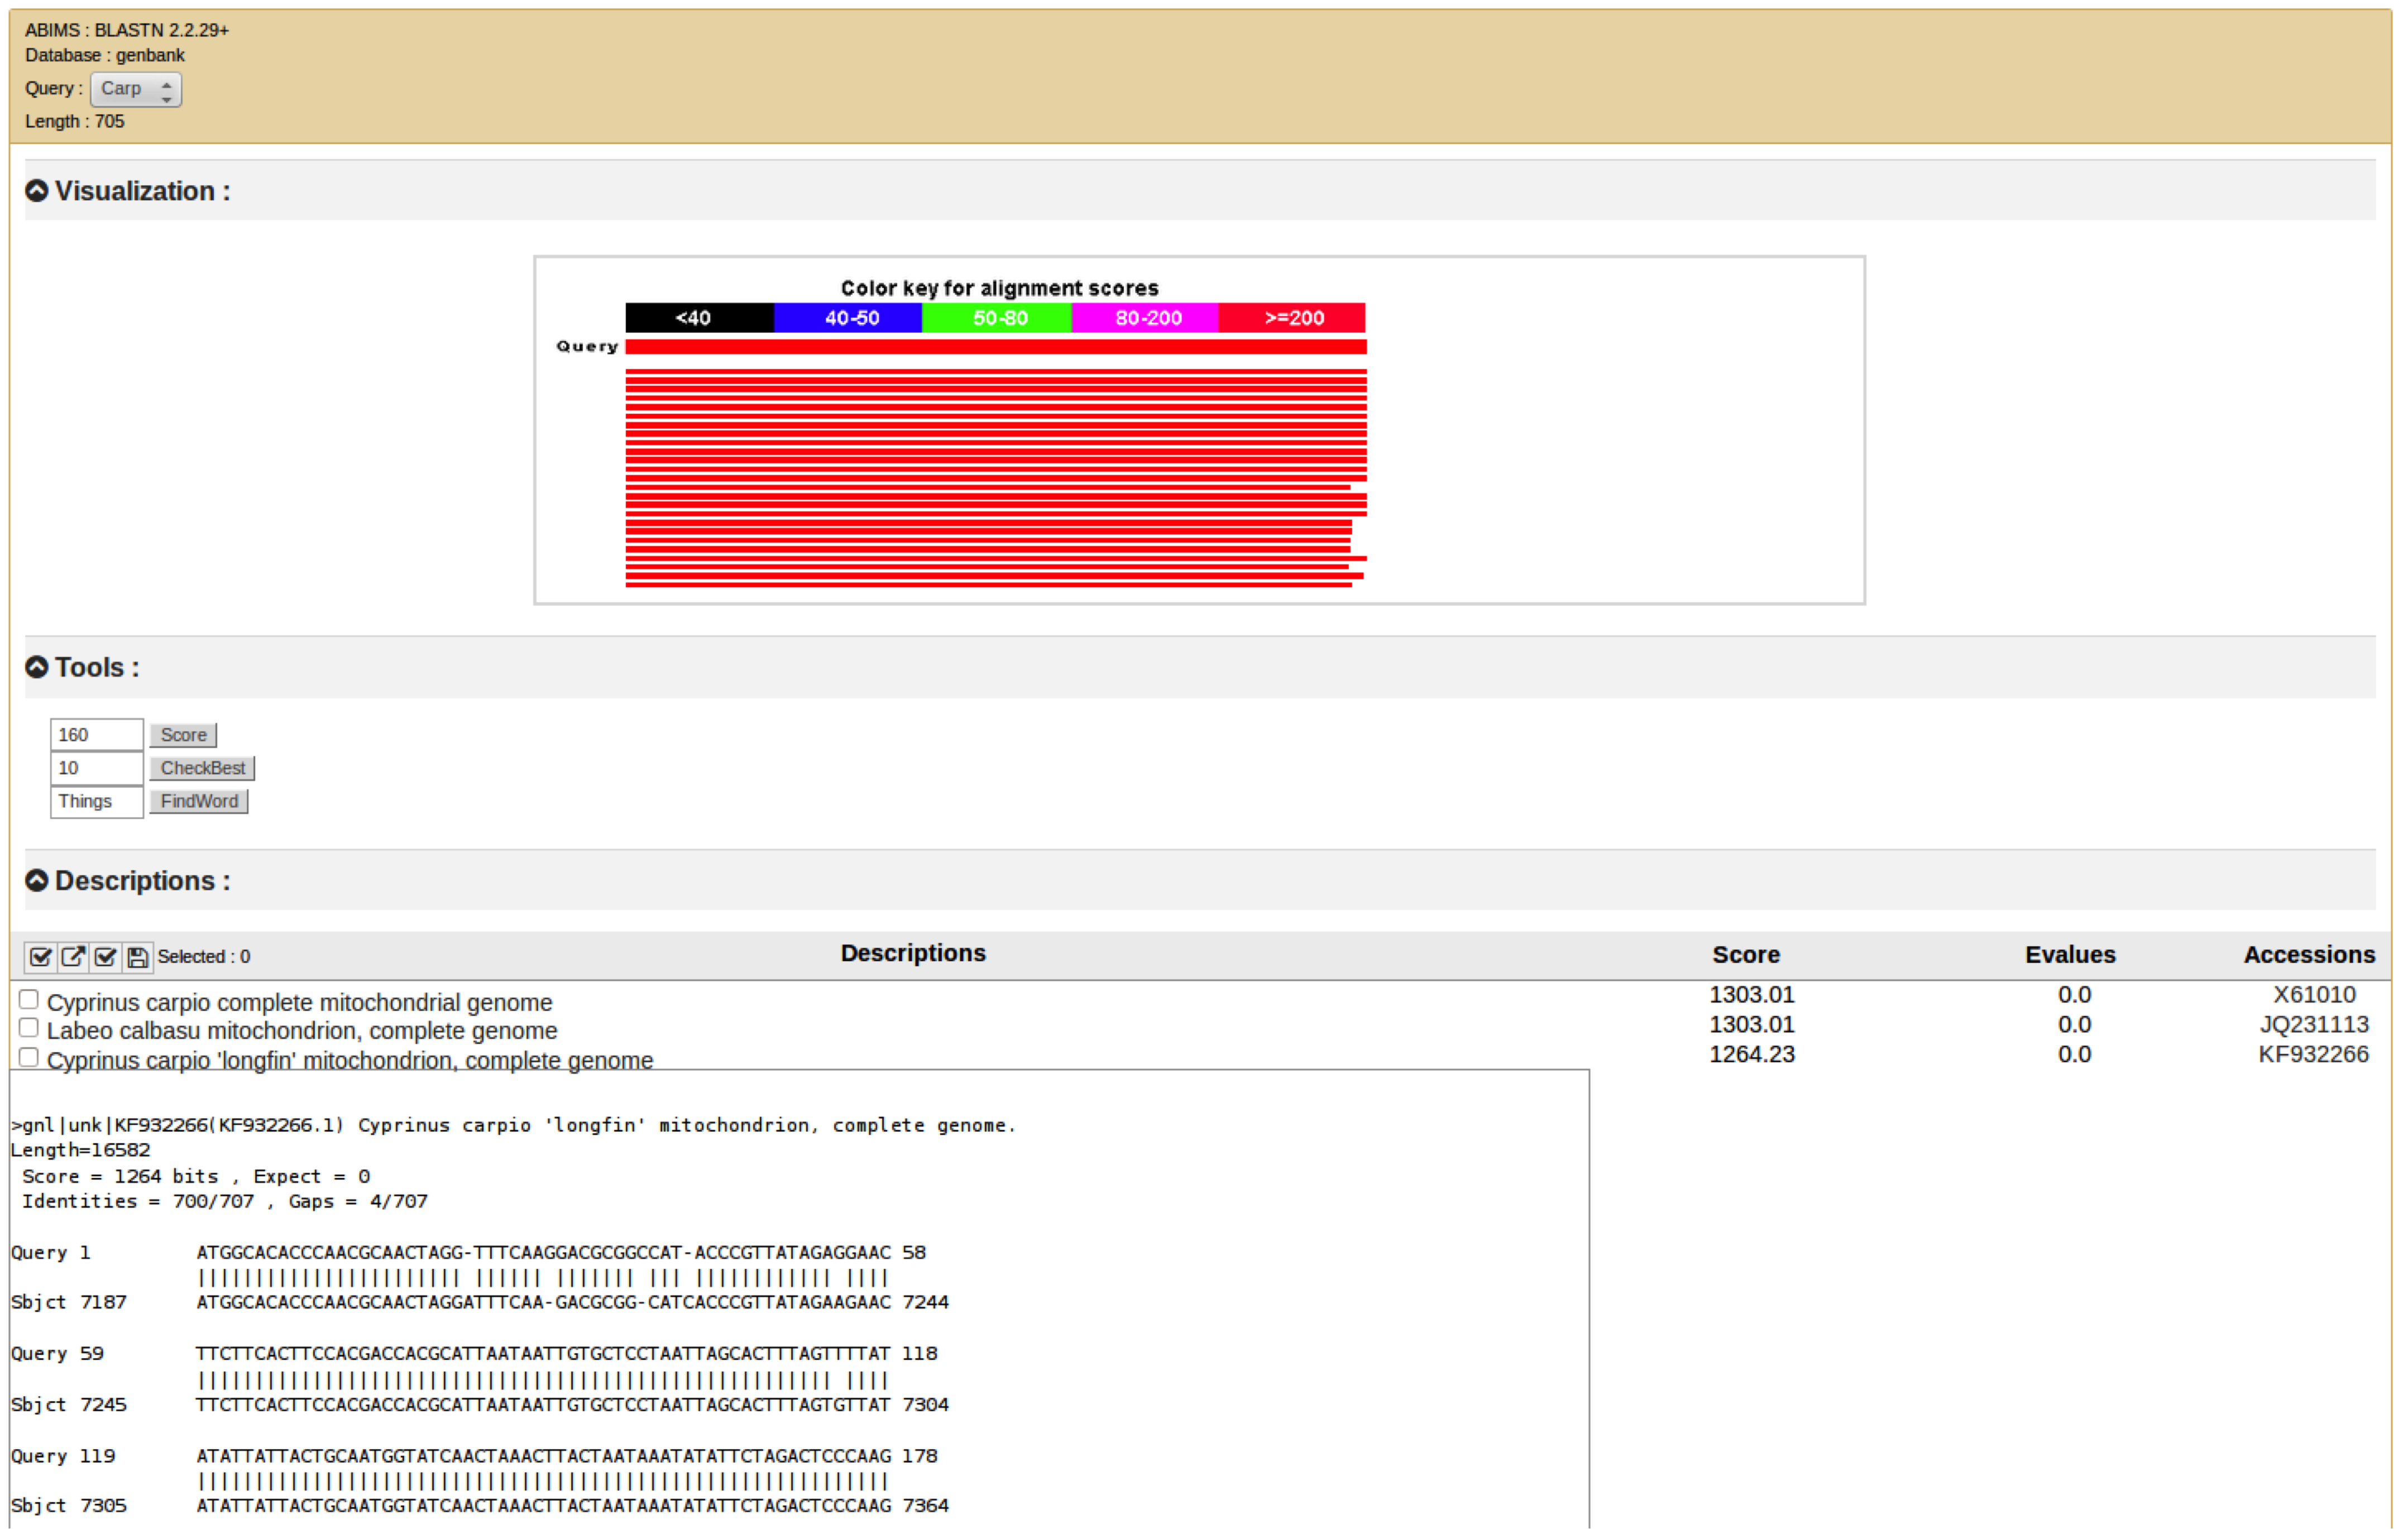 ABIMS : BLASTN 2.2.29+
Database : genbank
Query : Carp
Length : 705
Visualization :
Color key for alignment scores
<40 40-50 50-80 80-200 >=200
Query
Tools :
160 Score
10 CheckBest
Things FindWord
Descriptions :
Selected : 0 Descriptions Score Evalues Accessions
Cyprinus carpio complete mitochondrial genome 1303.01 0.0 X61010
Labeo calbasu mitochondrion, complete genome 1303.01 0.0 JQ231113
Cyprinus carpio 'longfin' mitochondrion, complete genome 1264.23 0.0 KF932266
>gnl|unk|KF932266(KF932266.1) Cyprinus carpio 'longfin' mitochondrion, complete genome.
Length=16582
Score = 1264 bits , Expect = 0
Identities = 700/707 , Gaps = 4/707
Query 1 ATGGCACACCCAACGCAACTAGG-TTTCAAGGACGCGGCCAT-ACCCGTTATAGAGGAAC 58
||||||||||||||||||||||| |||||| ||||||| ||| |||||||||||| ||||
Sbjct 7187 ATGGCACACCCAACGCAACTAGGATTTCAA-GACGCGG-CATCACCCGTTATAGAAGAAC 7244
Query 59 TTCTTCACTTCCACGACCACGCATTAATAATTGTGCTCCTAATTAGCACTTTAGTTTTAT 118
||||||||||||||||||||||||||||||||||||||||||||||||||||||| ||||
Sbjct 7245 TTCTTCACTTCCACGACCACGCATTAATAATTGTGCTCCTAATTAGCACTTTAGTGTTAT 7304
Query 119 ATATTATTACTGCAATGGTATCAACTAAACTTACTAATAAATATATTCTAGACTCCCAAG 178
||||||||||||||||||||||||||||||||||||||||||||||||||||||||||||
Sbjct 7305 ATATTATTACTGCAATGGTATCAACTAAACTTACTAATAAATATATTCTAGACTCCCAAG 7364